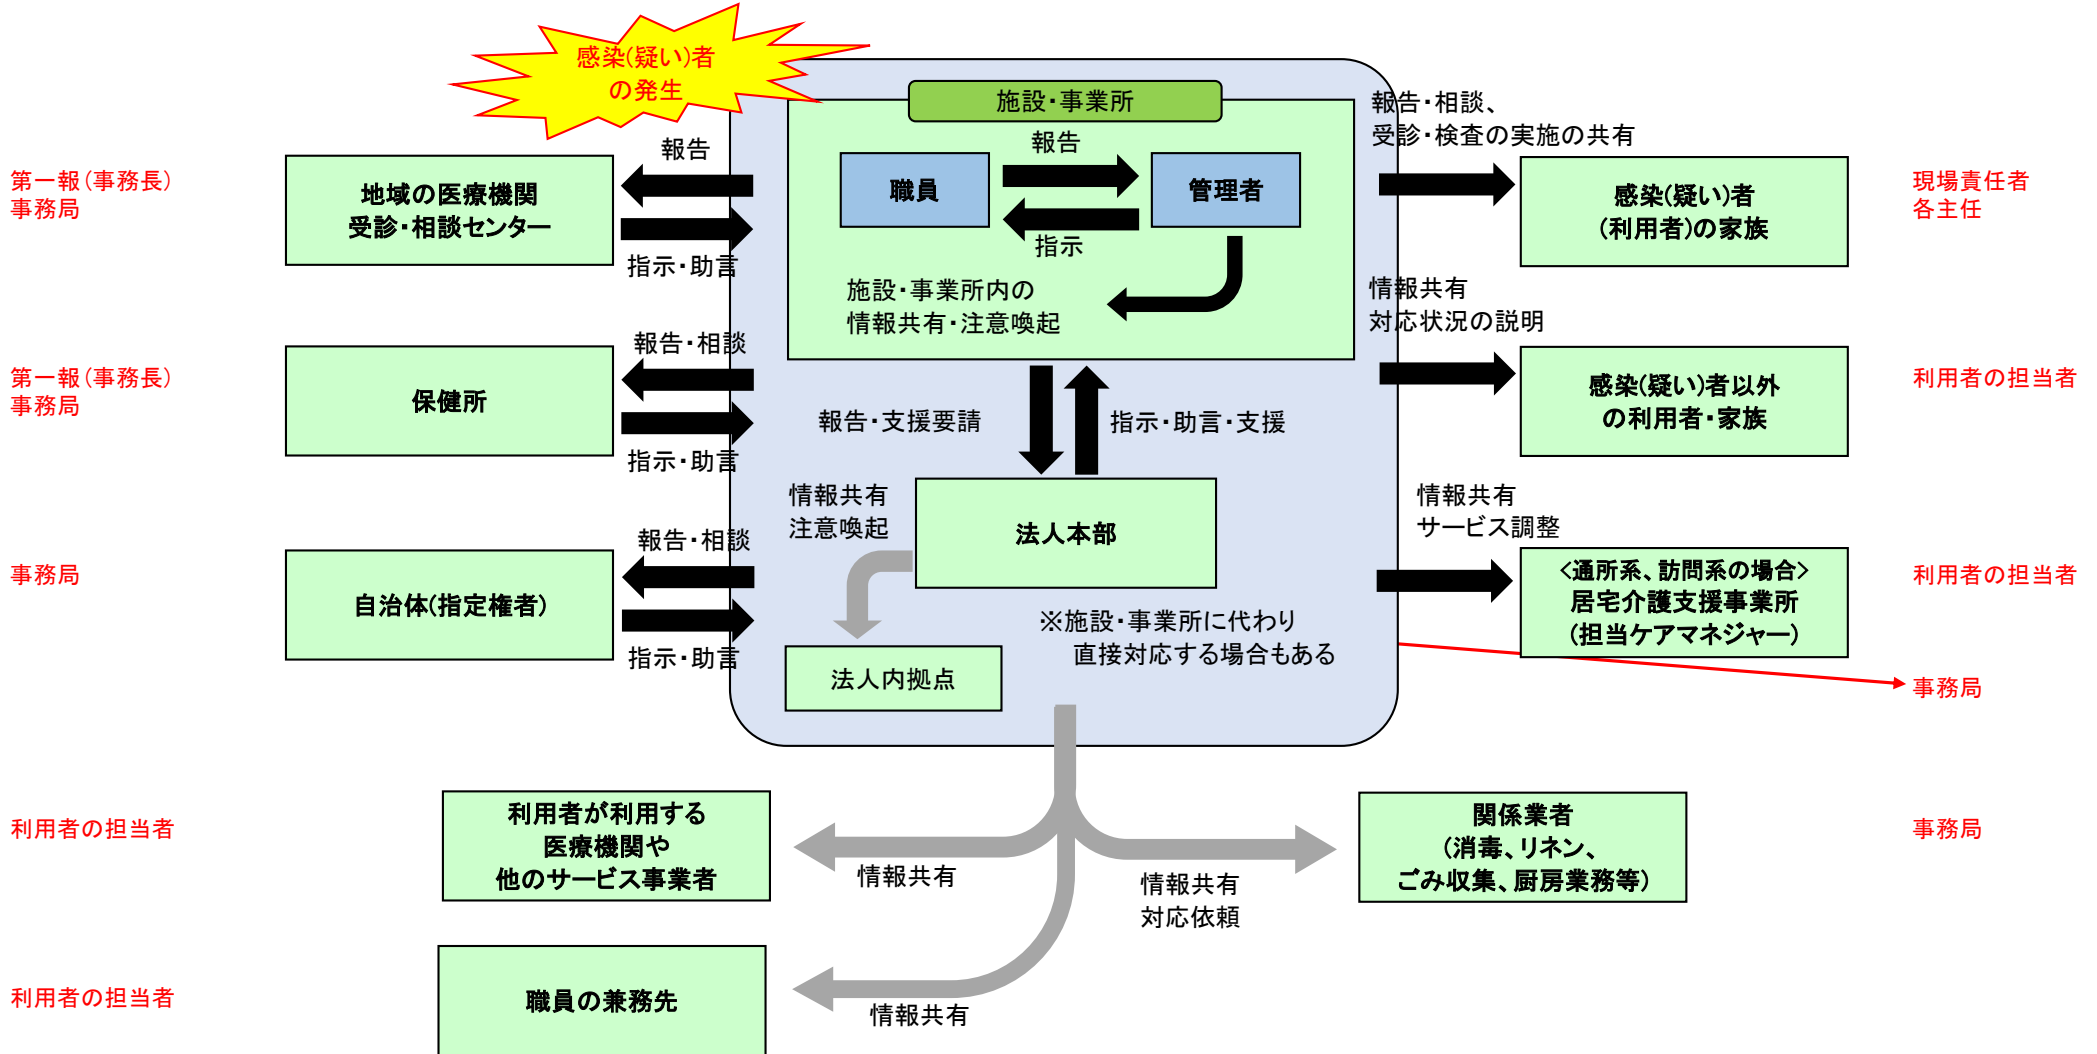 感染(疑い)者
の発生
施設・事業所
報告
職員
管理者
指示
施設・事業所内の
情報共有・注意喚起
報告・支援要請
指示・助言・支援
情報共有
注意喚起
法人本部
※施設・事業所に代わり
直接対応する場合もある
法人内拠点
第一報(事務長)
事務局
地域の医療機関
受診・相談センター
報告
指示・助言
第一報(事務長)
事務局
保健所
報告・相談
指示・助言
事務局
自治体(指定権者)
報告・相談
指示・助言
報告・相談、
受診・検査の実施の共有
感染(疑い)者
(利用者)の家族
現場責任者
各主任
情報共有
対応状況の説明
感染(疑い)者以外
の利用者・家族
利用者の担当者
情報共有
サービス調整
<通所系、訪問系の場合>
居宅介護支援事業所
(担当ケアマネジャー)
利用者の担当者
事務局
利用者の担当者
利用者が利用する
医療機関や
他のサービス事業者
情報共有
情報共有
対応依頼
関係業者
(消毒、リネン、
ごみ収集、厨房業務等)
事務局
利用者の担当者
職員の兼務先
情報共有